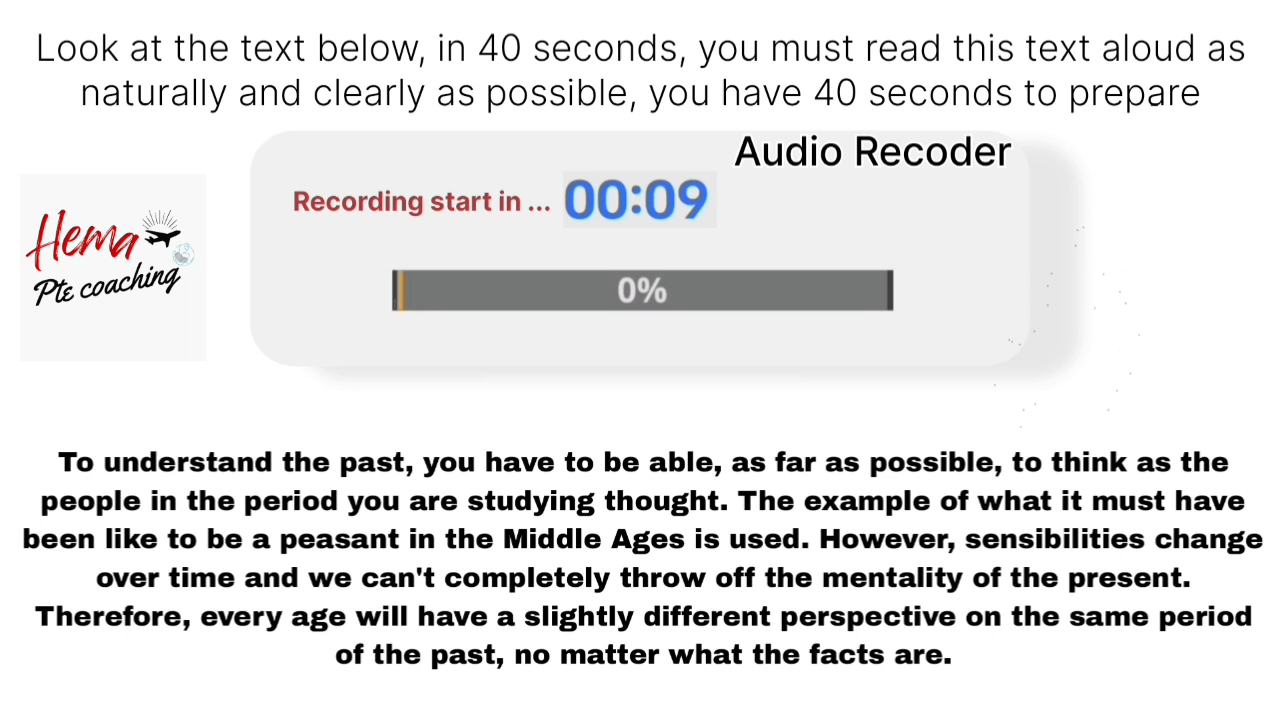 Look at the text below, in 40 seconds, you must read this text aloud as
naturally and clearly as possible, you have 40 seconds to prepare
Audio Recoder
Recording start in ... 00:09
Hema
Pte coaching
0%
To understand the past, you have to be able, as far as possible, to think as the
people in the period you are studying thought. The example of what it must have
been like to be a peasant in the Middle Ages is used. However, sensibilities change
over time and we can't completely throw off the mentality of the present.
Therefore, every age will have a slightly different perspective on the same period
of the past, no matter what the facts are.